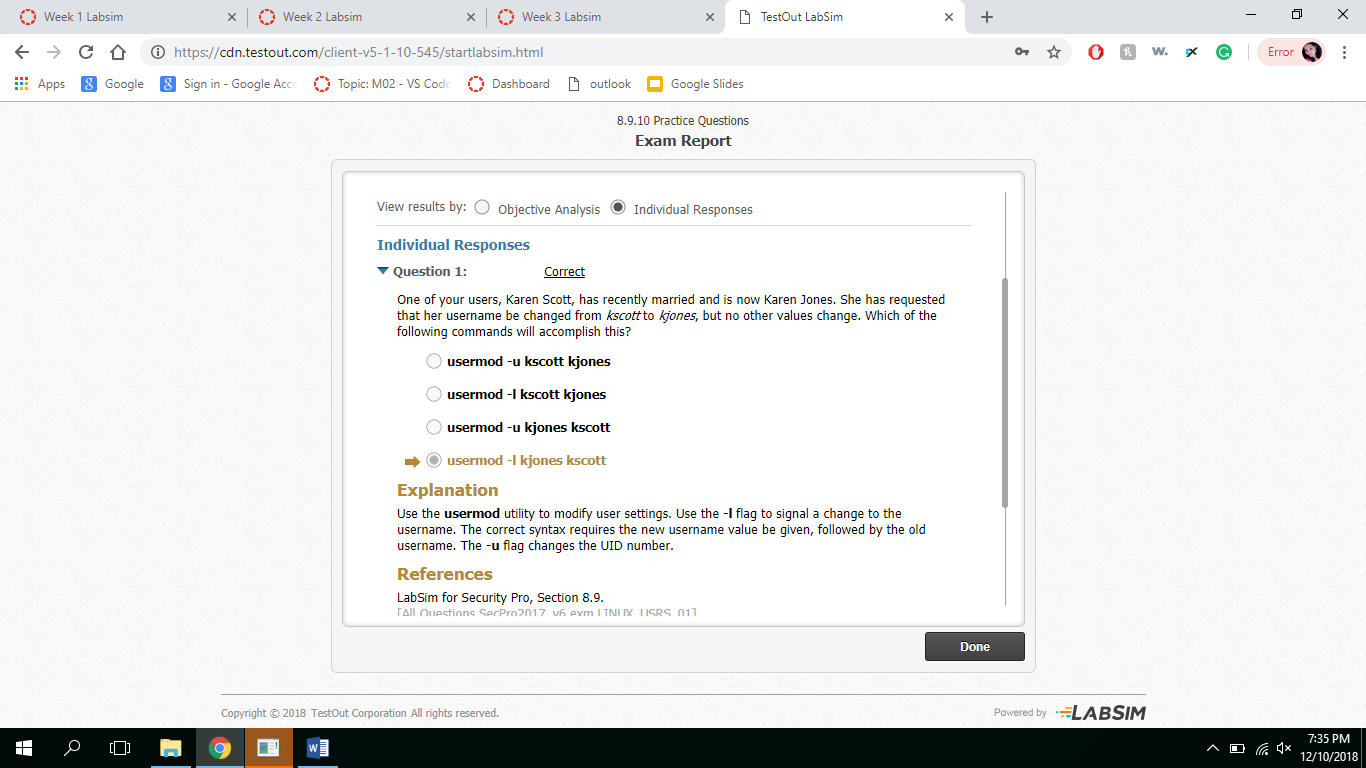 Week 1 Labsim
Week 2 Labsim
Week 3 Labsim
TestOut LabSim
https://cdn.testout.com/client-v5-1-10-545/startlabsim.html
Error
Apps
Google
Sign in - Google Acc
Topic: M02 - VS Code
Dashboard
outlook
Google Slides
8.9.10 Practice Questions
Exam Report
View results by: Objective Analysis Individual Responses
Individual Responses
Question 1: Correct
One of your users, Karen Scott, has recently married and is now Karen Jones. She has requested
that her username be changed from kscott to kjones, but no other values change. Which of the
following commands will accomplish this?
usermod -u kscott kjones
usermod -l kscott kjones
usermod -u kjones kscott
usermod -l kjones kscott
Explanation
Use the usermod utility to modify user settings. Use the -l flag to signal a change to the
username. The correct syntax requires the new username value be given, followed by the old
username. The -u flag changes the UID number.
References
LabSim for Security Pro, Section 8.9.
[All Questions SecPro2017_v6.exm LINUX_USRS_01]
Done
Copyright © 2018 TestOut Corporation All rights reserved.
Powered by LABSIM
7:35 PM
12/10/2018